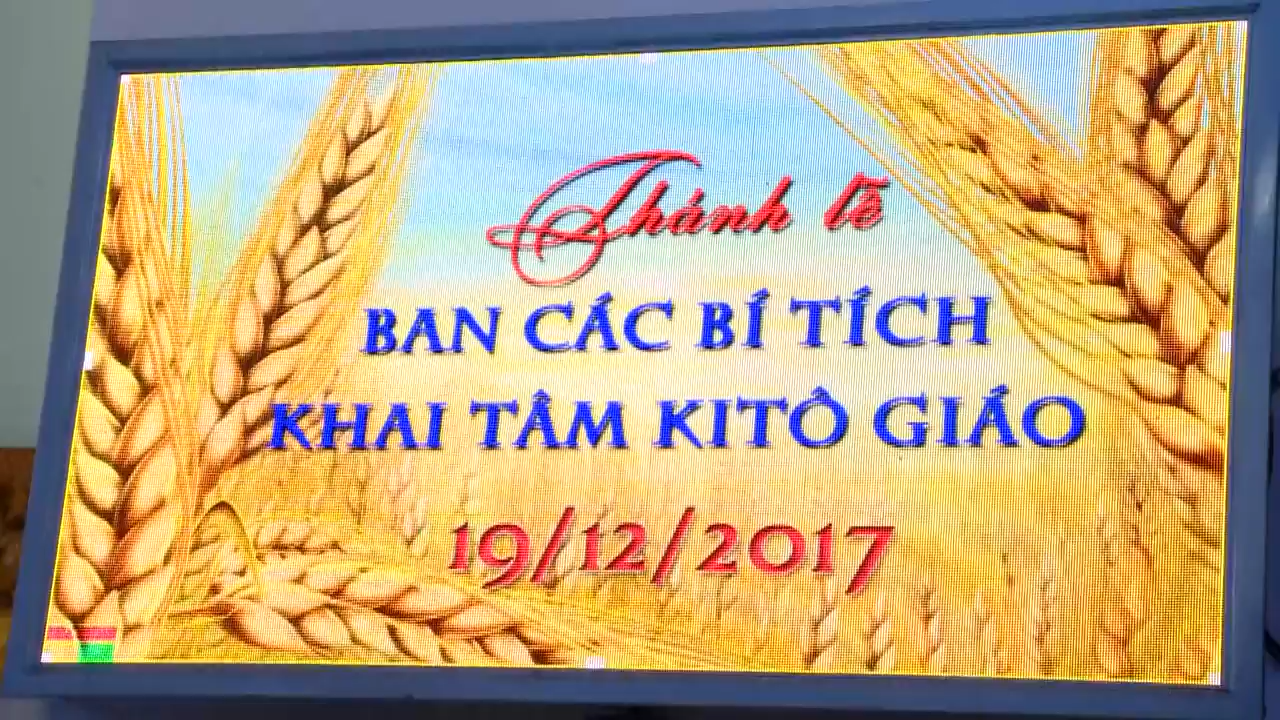 Thánh lễ
BAN CÁC BÍ TÍCH
KHAI TÂM KITÔ GIÁO
19/12/2017